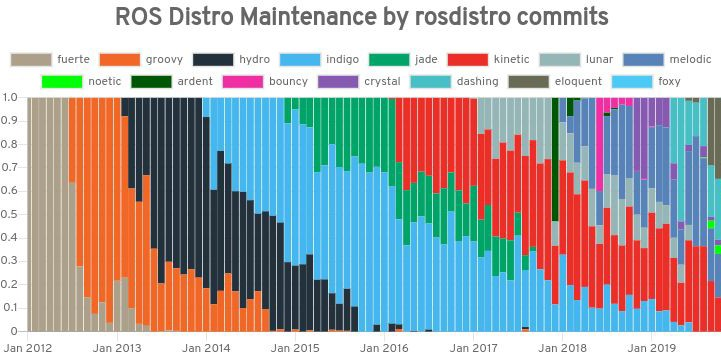 ROS Distro Maintenance by rosdistro commits
fuerte groovy hydro indigo jade kinetic lunar melodic
noetic ardent bouncy crystal dashing eloquent foxy
1.0
0.9
0.8
0.7
0.6
0.5
0.4
0.3
0.2
0.1
0
Jan 2012 Jan 2013 Jan 2014 Jan 2015 Jan 2016 Jan 2017 Jan 2018 Jan 2019